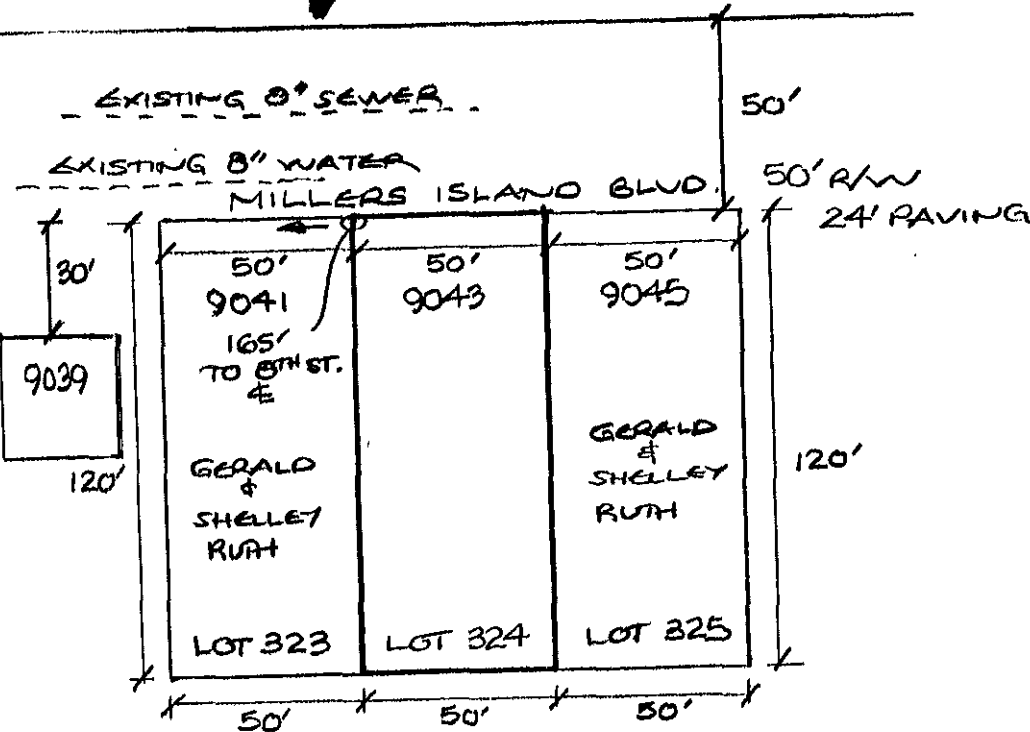 EXISTING 8" SEWER
50'
EXISTING 8" WATER
MILLERS ISLAND BLVD.
50' R/W
24' PAVING
30'
50'
50'
50'
9041
9043
9045
165'
TO 8TH ST.
℄
9039
120'
GERALD
&
SHELLEY
RUTH
GERALD
&
SHELLEY
RUTH
120'
LOT 323
LOT 324
LOT 325
50'
50'
50'